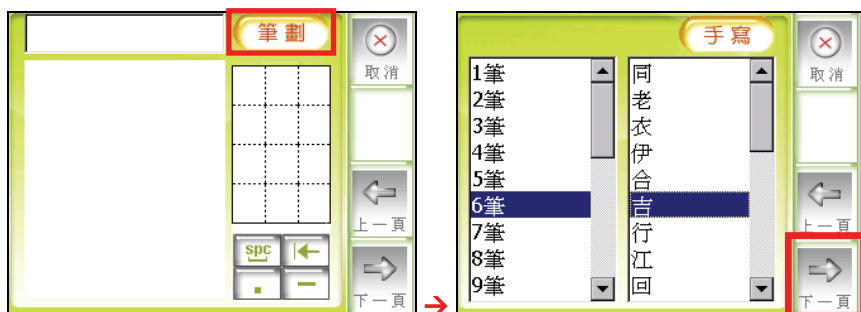 筆劃
取消
上一頁
spc
下一頁
手寫
取消
1筆
2筆
3筆
4筆
5筆
6筆
7筆
8筆
9筆
同
老
衣
伊
合
吉
行
江
回
上一頁
下一頁